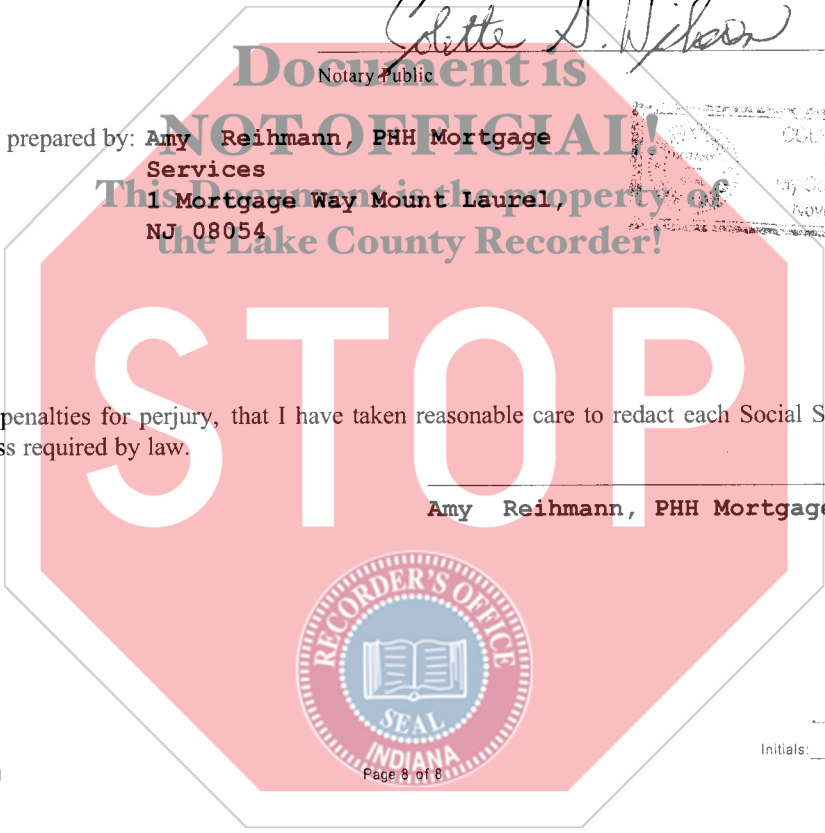 Colette S. Wilson
Notary Public
Document is
NOT OFFICIAL!
This Document is the property of
the Lake County Recorder!
prepared by: Amy Reihmann, PHH Mortgage
Services
1 Mortgage Way Mount Laurel,
NJ 08054
STOP
penalties for perjury, that I have taken reasonable care to redact each Social S
ss required by law.
Amy Reihmann, PHH Mortgage
RECORDER'S OFFICE
SEAL
INDIANA
Initials:
Page 8 of 8